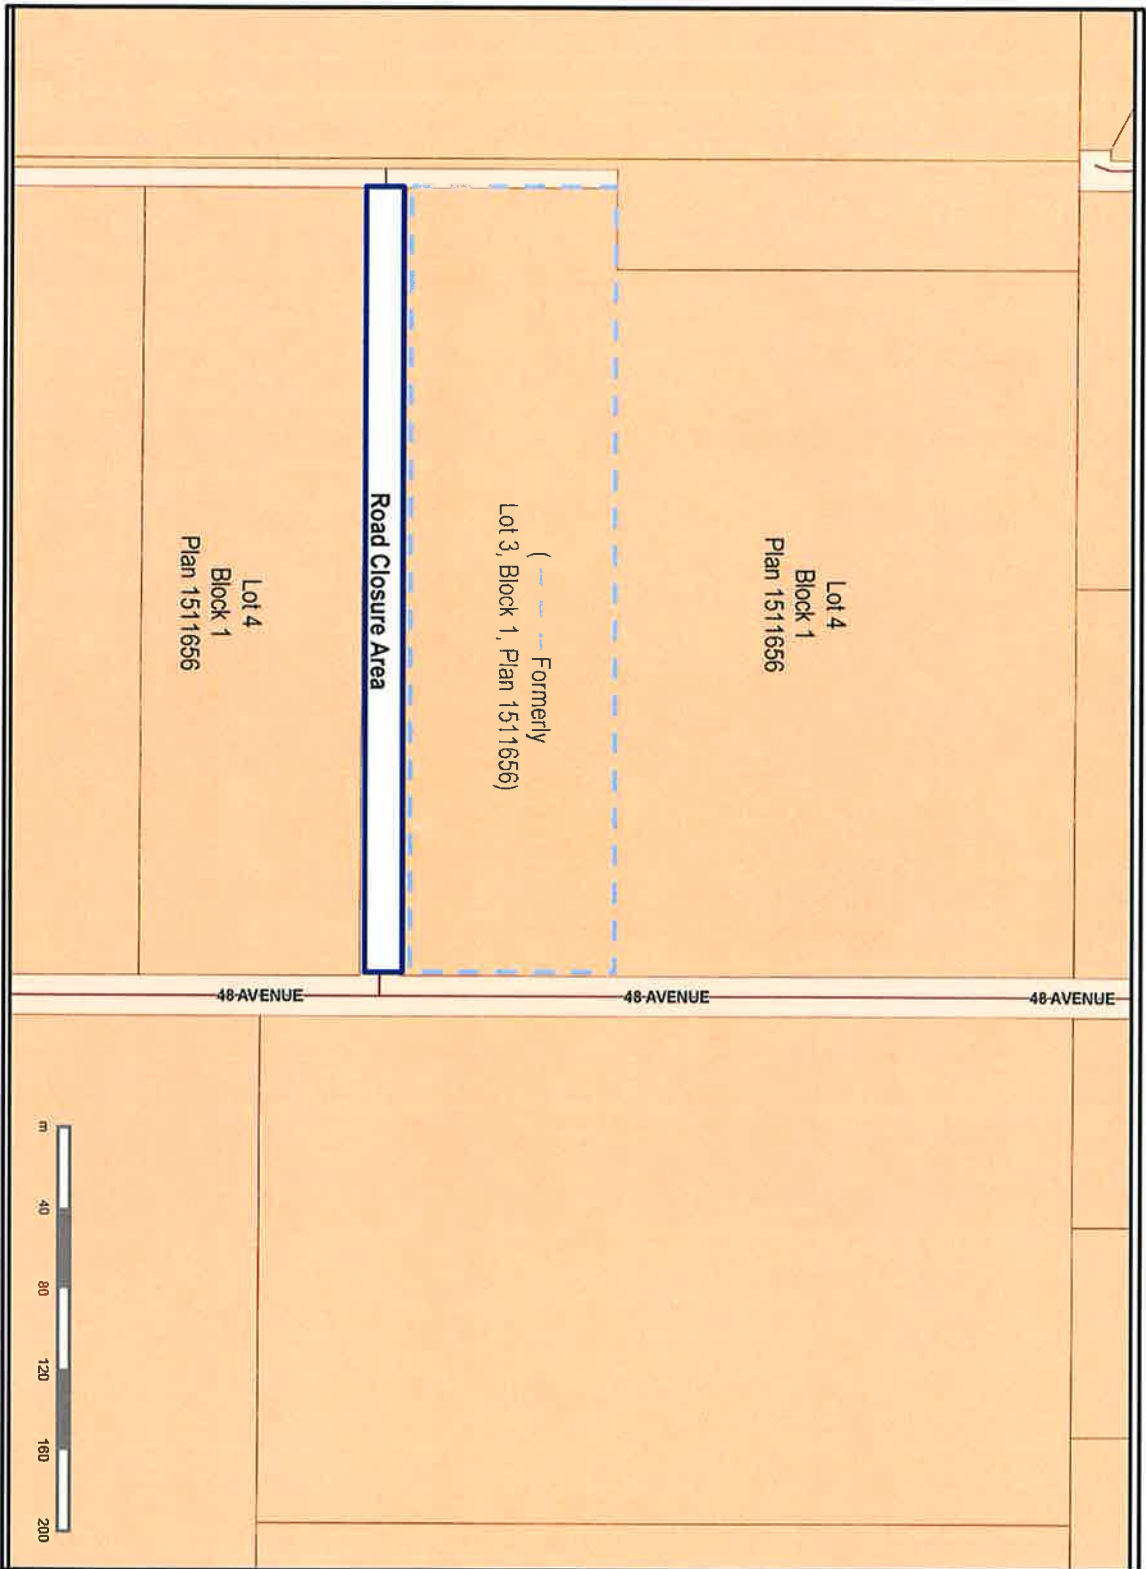 48 AVENUE
Lot 4
Block 1
Plan 1511656
48 AVENUE
( – – – Formerly
Lot 3, Block 1, Plan 1511656)
Road Closure Area
48 AVENUE
Lot 4
Block 1
Plan 1511656
m 40 80 120 160 200